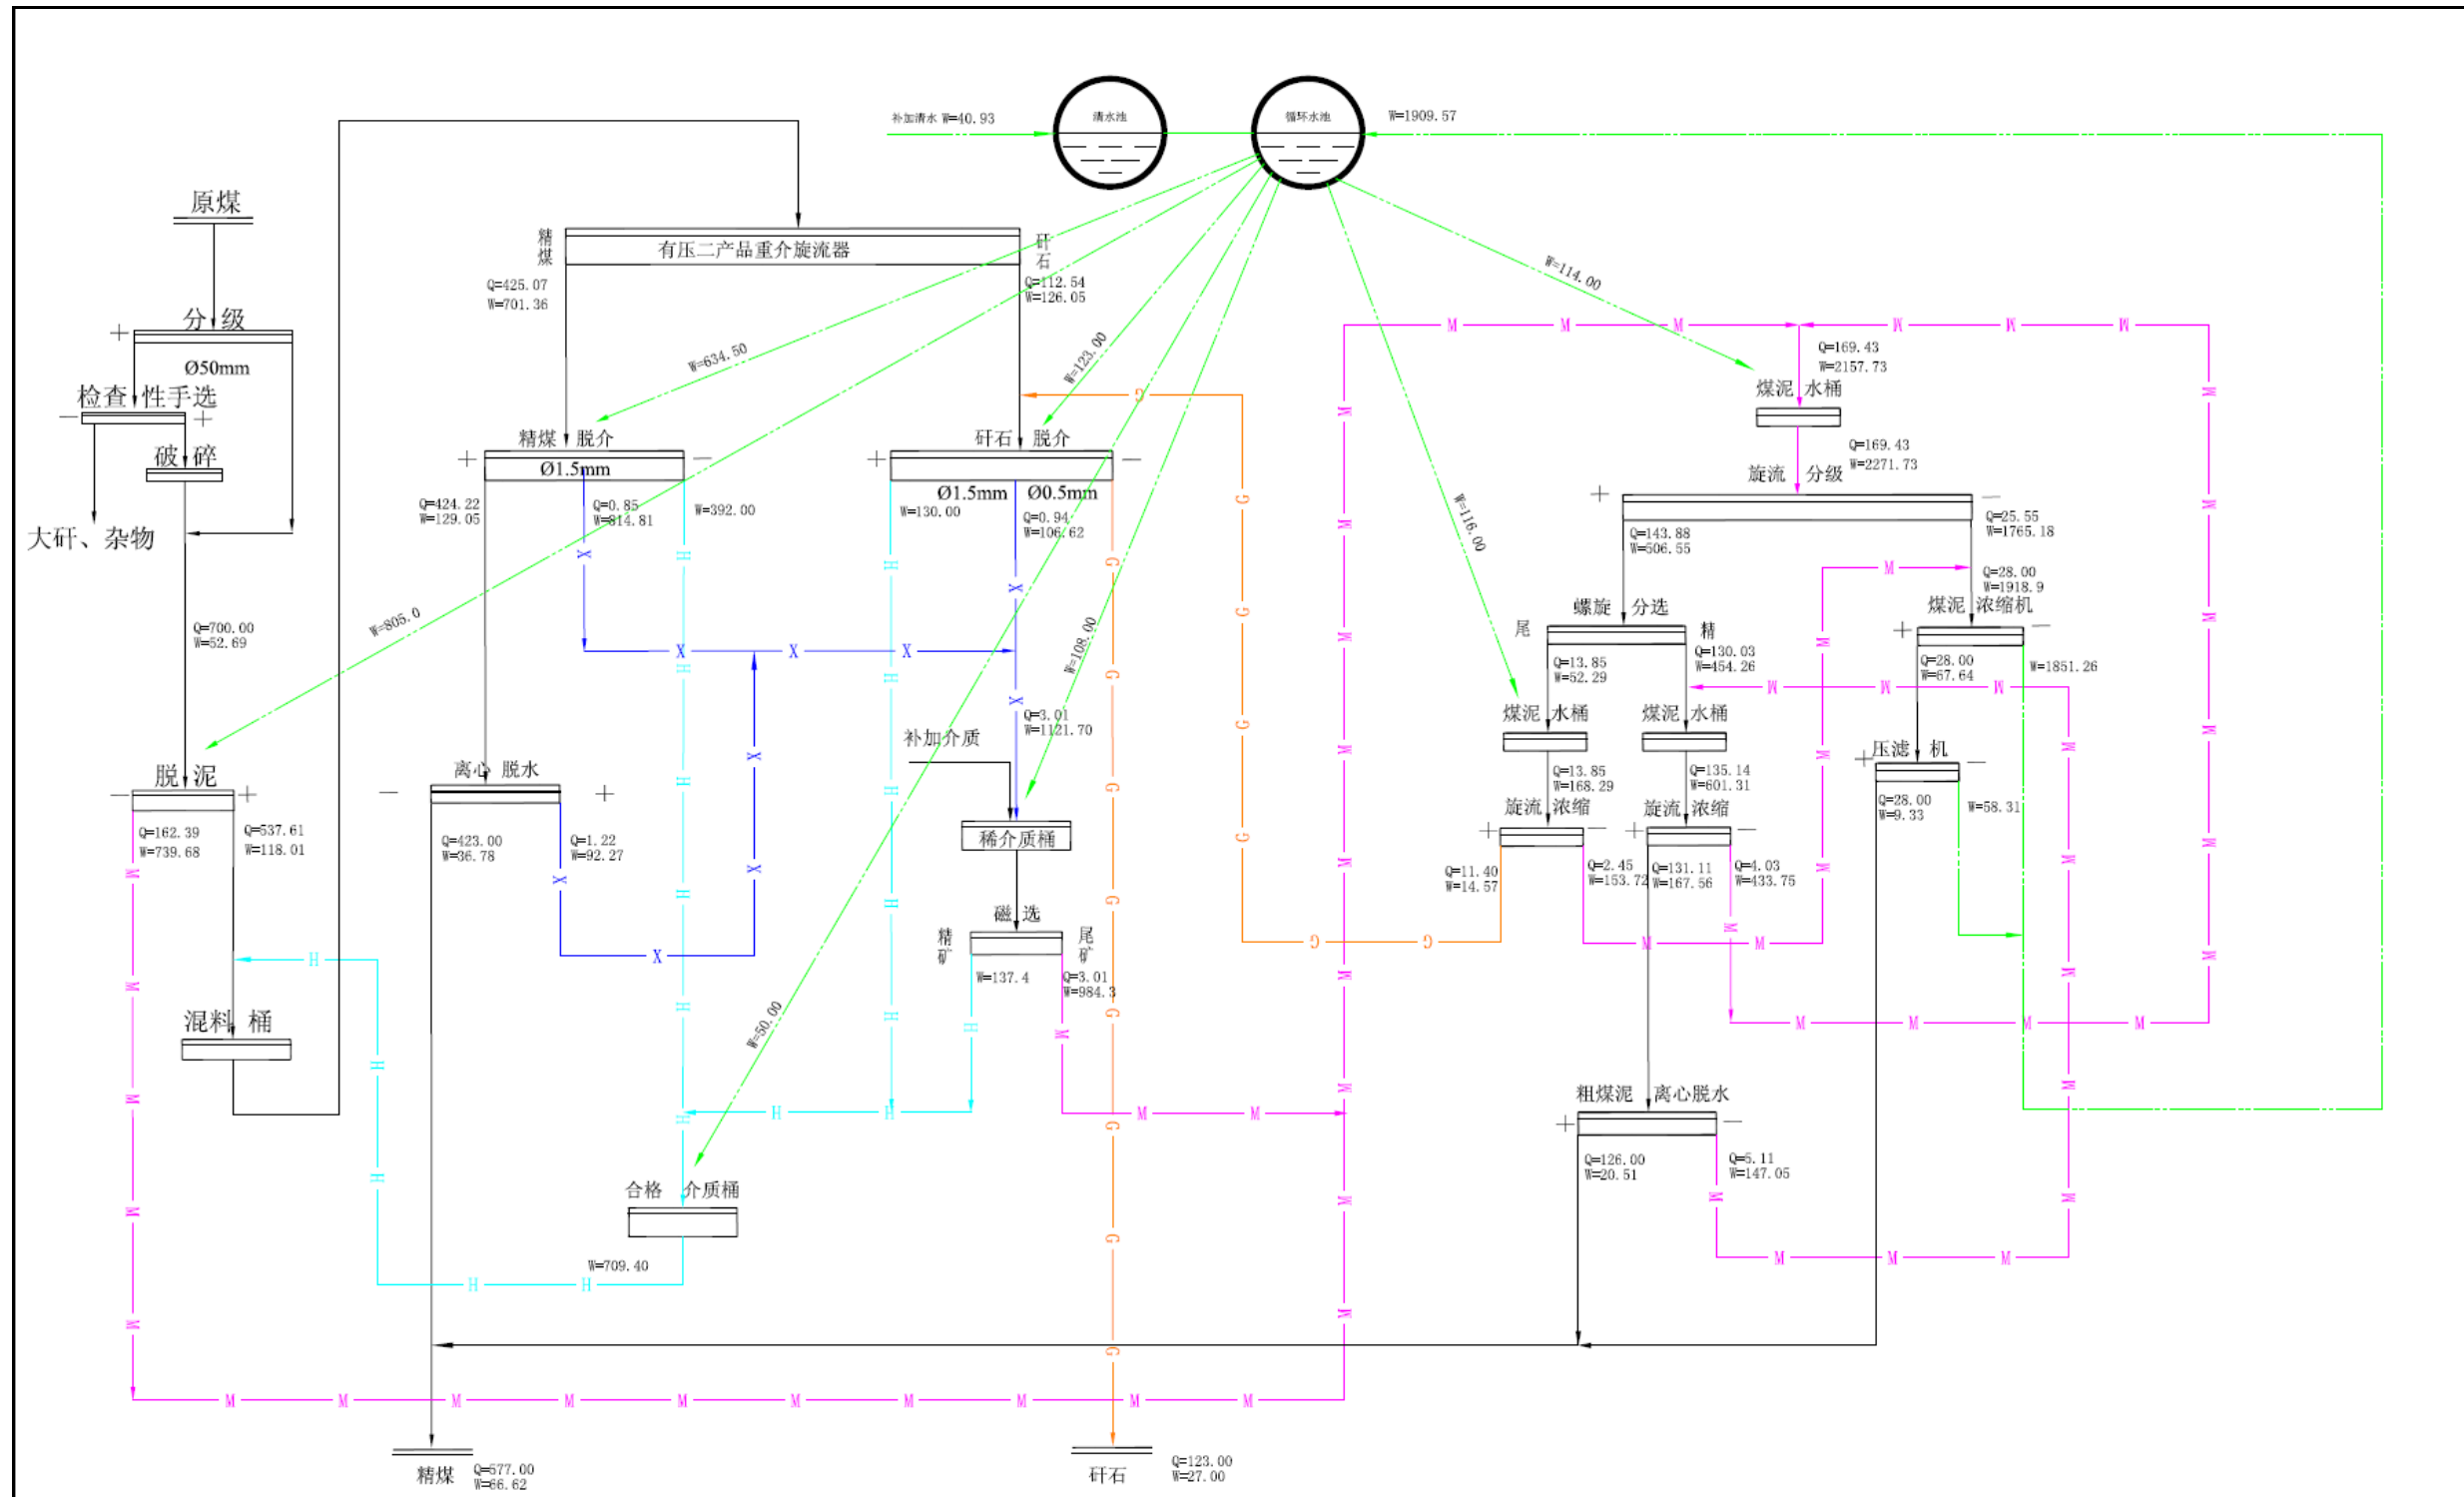 补加清水 W=40.93
清水池
循环水池
W=1909.57
原煤
分 级
+
Ø50mm
检查 性手选
—
+
破 碎
大矸、杂物
Q=700.00
W=52.69
W=805.0
脱 泥
—
+
Q=162.39
W=739.68
Q=537.61
W=118.01
混料 桶
精
煤
有压二产品重介旋流器
矸
石
Q=425.07
W=701.36
Q=112.54
W=126.05
W=634.50
W=123.00
精煤 脱介
+
—
Ø1.5mm
Q=424.22
W=129.05
Q=0.85
W=814.81
W=392.00
矸石 脱介
+
—
Ø1.5mm
Ø0.5mm
W=130.00
Q=0.94
W=106.62
W=108.00
Q=3.01
W=1121.70
补加介质
离心 脱水
—
+
Q=423.00
W=36.78
Q=1.22
W=92.27
稀介质桶
磁 选
精
矿
尾
矿
W=137.4
Q=3.01
W=984.3
W=50.00
合格 介质桶
W=709.40
精煤
Q=577.00
W=66.62
矸石
Q=123.00
W=27.00
W=114.00
W=116.00
Q=169.43
W=2157.73
煤泥 水桶
Q=169.43
W=2271.73
旋流 分级
+
—
Q=143.88
W=506.55
Q=25.55
W=1765.18
Q=28.00
W=1918.9
螺旋 分选
尾
精
煤泥 浓缩机
+
—
Q=13.85
W=52.29
Q=130.03
W=454.26
Q=28.00
W=67.64
W=1851.26
煤泥 水桶
煤泥 水桶
压滤 机
+
Q=13.85
W=168.29
Q=135.14
W=601.31
Q=28.00
W=9.33
W=58.31
旋流 浓缩
旋流 浓缩
+
—
+
—
Q=11.40
W=14.57
Q=2.45
W=153.72
Q=131.11
W=167.56
Q=4.03
W=433.75
粗煤泥 离心脱水
+
—
Q=126.00
W=20.51
Q=5.11
W=147.05
M
X
H
G